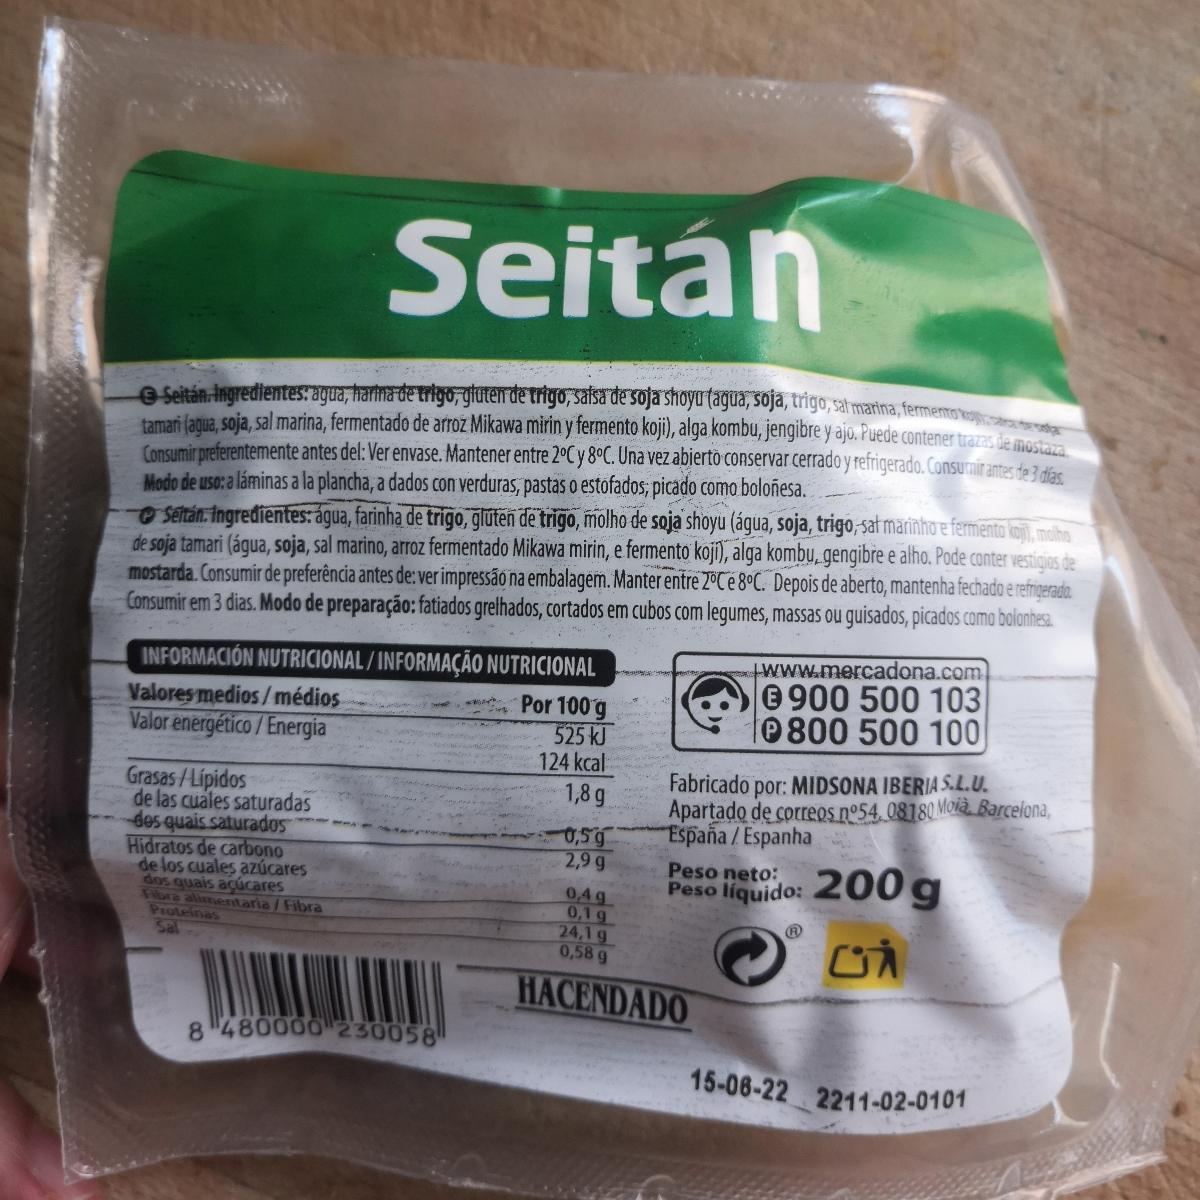 Seitán
E Seitán. Ingredientes: agua, harina de trigo, gluten de trigo, salsa de soja shoyu (agua, soja, trigo, sal marina, fermento koji), salsa de soja
tamari (agua, soja, sal marina, fermentado de arroz Mikawa mirin y fermento koji), alga kombu, jengibre y ajo. Puede contener trazas de mostaza.
Consumir preferentemente antes del: Ver envase. Mantener entre 2ºC y 8ºC. Una vez abierto conservar cerrado y refrigerado. Consumir antes de 3 días.
Modo de uso: a láminas a la plancha, a dados con verduras, pastas o estofados; picado como boloñesa.
P Seitán. Ingredientes: água, farinha de trigo, glúten de trigo, molho de soja shoyu (água, soja, trigo, sal marinho e fermento koji), molho
de soja tamari (água, soja, sal marino, arroz fermentado Mikawa mirin, e fermento koji), alga kombu, gengibre e alho. Pode conter vestígios de
mostarda. Consumir de preferência antes de: ver impressão na embalagem. Manter entre 2ºC e 8ºC. Depois de aberto, mantenha fechado e refrigerado.
Consumir em 3 dias. Modo de preparação: fatiados grelhados, cortados em cubos com legumes, massas ou guisados, picados como bolonhesa.
INFORMACIÓN NUTRICIONAL / INFORMAÇÃO NUTRICIONAL
Valores medios / médios Por 100 g
Valor energético / Energia 525 kJ
124 kcal
Grasas / Lípidos 1,8 g
de las cuales saturadas
dos quais saturados 0,5 g
Hidratos de carbono 2,9 g
de los cuales azúcares
dos quais açúcares 0,4 g
Fibra alimentaria / Fibra 0,1 g
Proteínas 24,1 g
Sal 0,58 g
www.mercadona.com
E 900 500 103
P 800 500 100
Fabricado por: MIDSONA IBERIA S.L.U.
Apartado de correos nº54, 08180 Moià, Barcelona,
España / Espanha
Peso neto:
Peso líquido: 200 g
®
8 480000 230058
HACENDADO
15-06-22 2211-02-0101